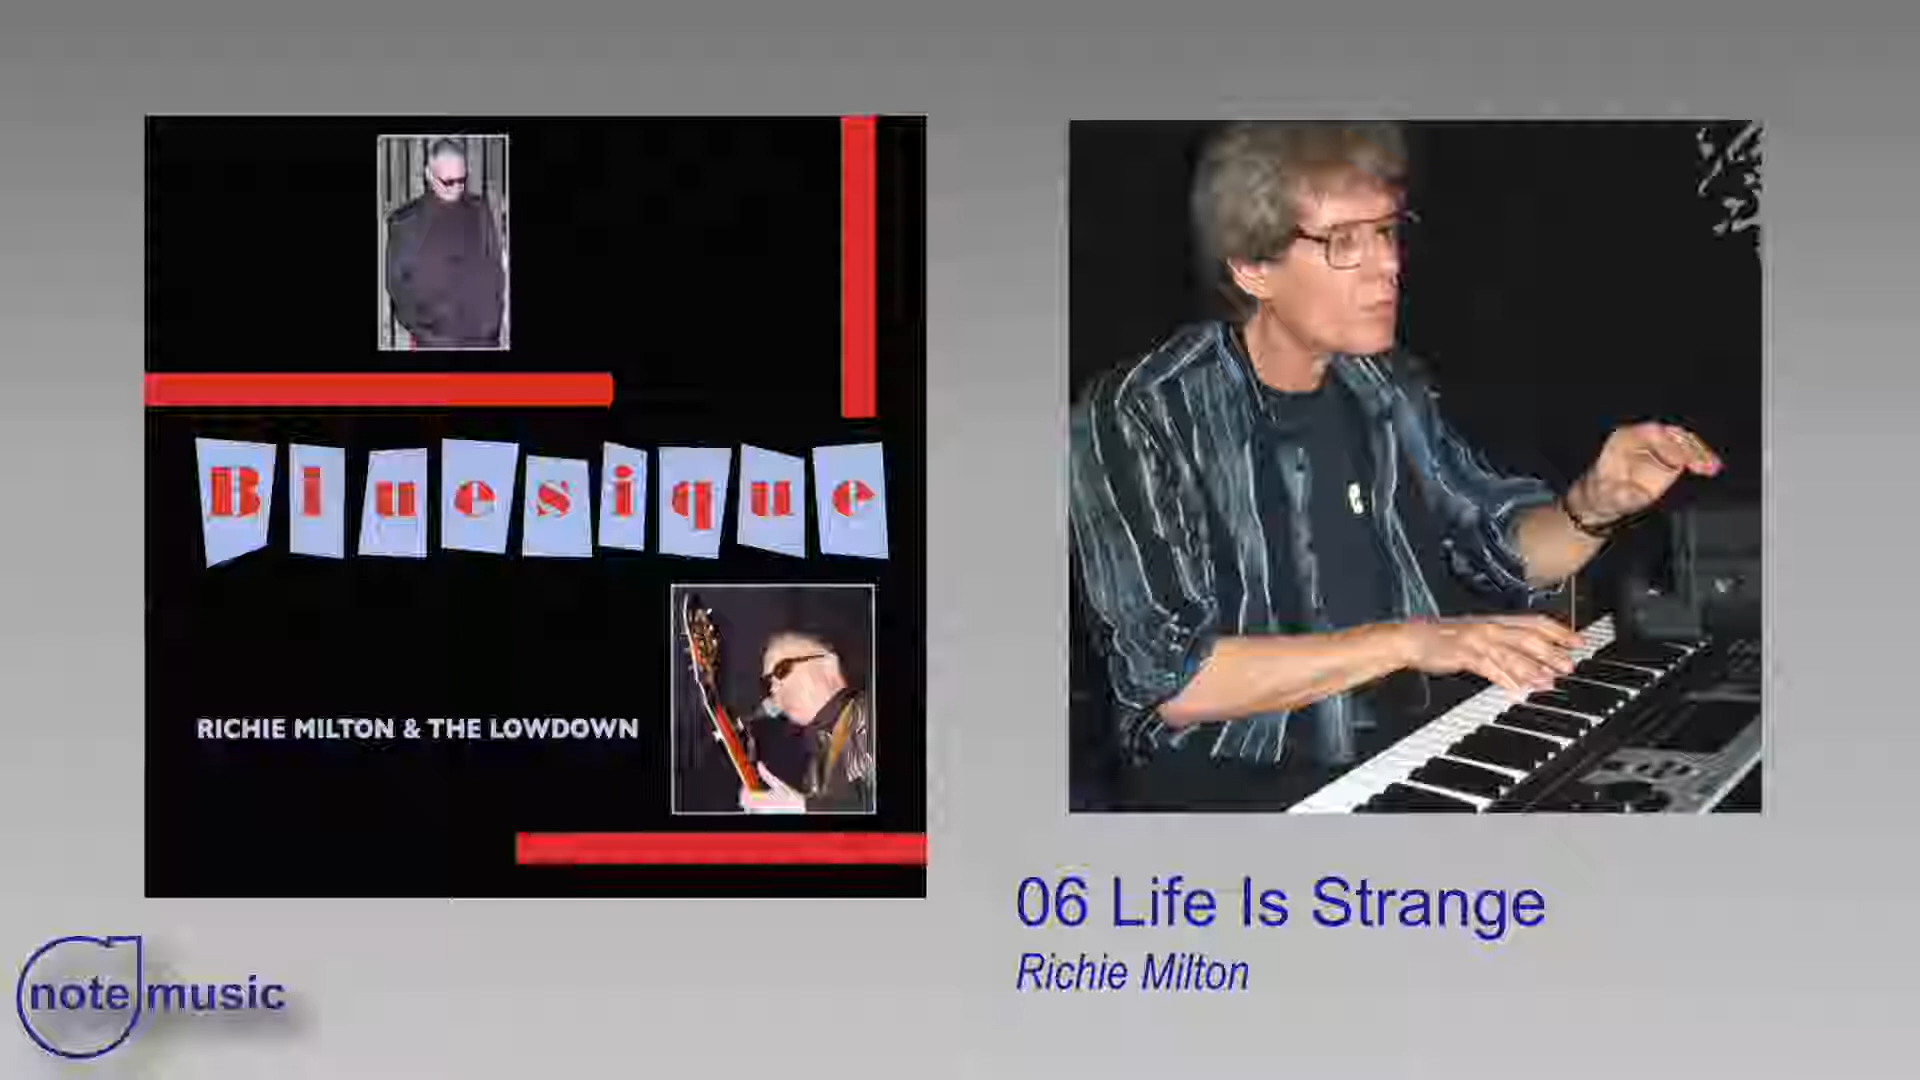 Bluesique
RICHIE MILTON & THE LOWDOWN
06 Life Is Strange
Richie Milton
note music